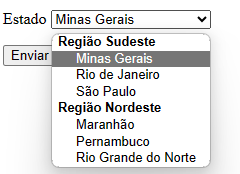 Estado Minas Gerais
Região Sudeste
Enviar
Minas Gerais
Rio de Janeiro
São Paulo
Região Nordeste
Maranhão
Pernambuco
Rio Grande do Norte